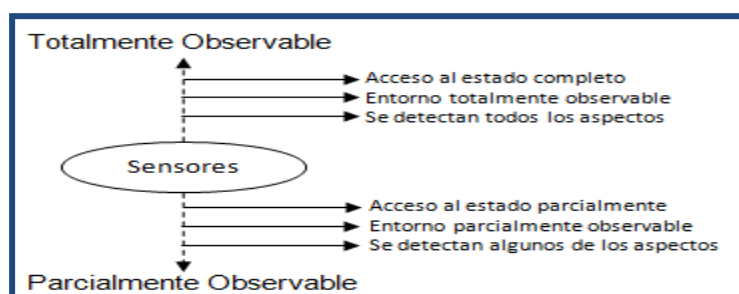 Totalmente Observable
Acceso al estado completo
Entorno totalmente observable
Se detectan todos los aspectos
Sensores
Acceso al estado parcialmente
Entorno parcialmente observable
Se detectan algunos de los aspectos
Parcialmente Observable